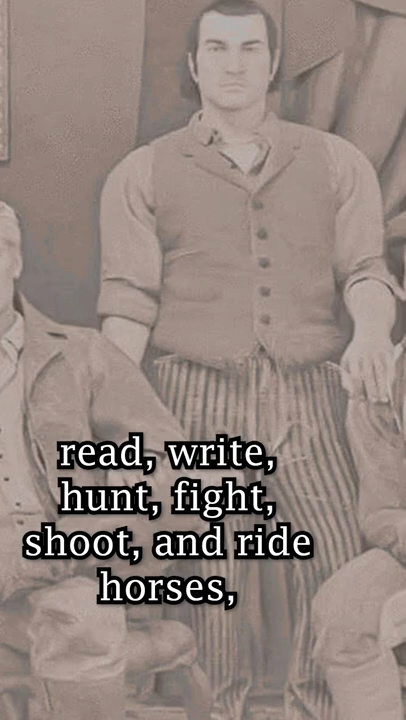 read, write,
hunt, fight,
shoot, and ride
horses,